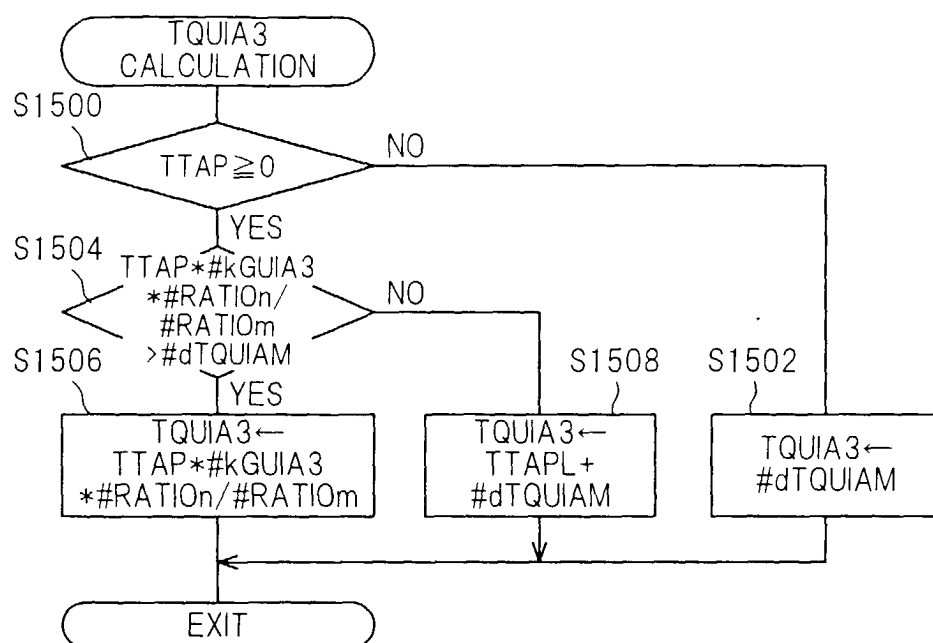 TQUIA3
CALCULATION
S1500
TTAP≧0
NO
YES
S1504
TTAP*#kGUIA3
*#RATIOn/
#RATIOm
>#dTQUIAM
NO
YES
S1506
TQUIA3←
TTAP*#kGUIA3
*#RATIOn/#RATIOm
S1508
TQUIA3←
TTAPL+
#dTQUIAM
S1502
TQUIA3←
#dTQUIAM
EXIT